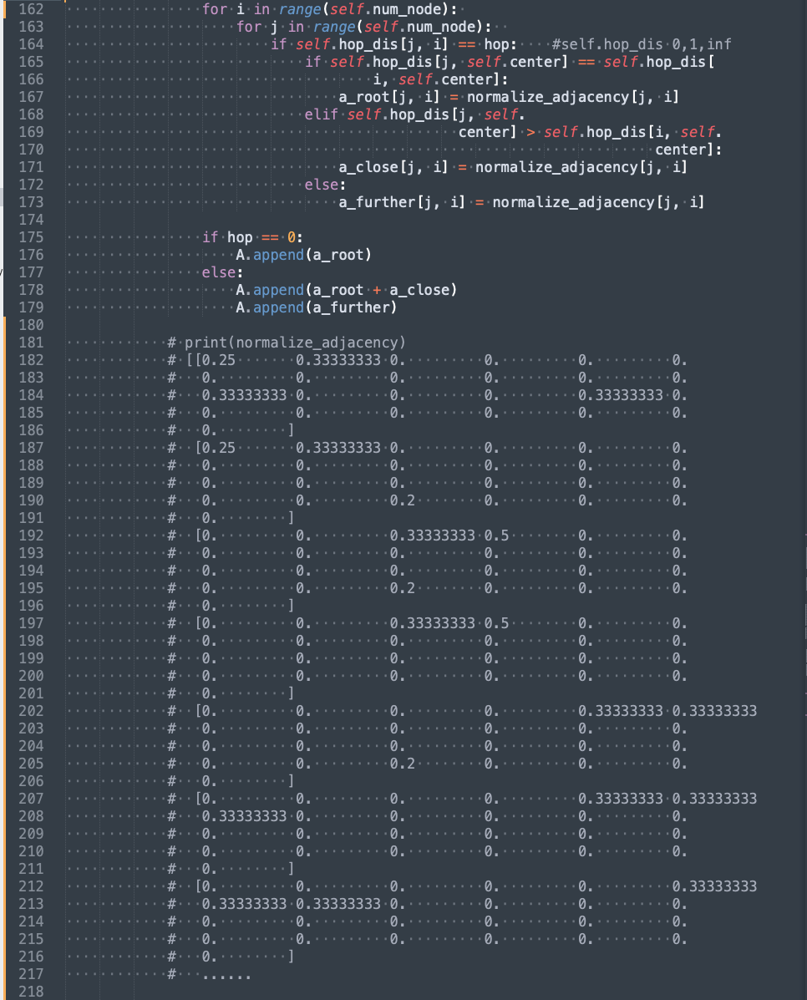 162 for i in range(self.num_node):
163 for j in range(self.num_node):
164 if self.hop_dis[j, i] == hop: #self.hop_dis 0,1,inf
165 if self.hop_dis[j, self.center] == self.hop_dis[
166 i, self.center]:
167 a_root[j, i] = normalize_adjacency[j, i]
168 elif self.hop_dis[j, self.
169 center] > self.hop_dis[i, self.
170 center]:
171 a_close[j, i] = normalize_adjacency[j, i]
172 else:
173 a_further[j, i] = normalize_adjacency[j, i]
174
175 if hop == 0:
176 A.append(a_root)
177 else:
178 A.append(a_root + a_close)
179 A.append(a_further)
180
181 # print(normalize_adjacency)
182 # [[0.25 0.33333333 0. 0. 0. 0.
183 # 0. 0. 0. 0. 0. 0.
184 # 0.33333333 0. 0. 0. 0.33333333 0.
185 # 0. 0. 0. 0. 0. 0.
186 # 0. ]
187 # [0.25 0.33333333 0. 0. 0. 0.
188 # 0. 0. 0. 0. 0. 0.
189 # 0. 0. 0. 0. 0. 0.
190 # 0. 0. 0.2 0. 0. 0.
191 # 0. ]
192 # [0. 0. 0.33333333 0.5 0. 0.
193 # 0. 0. 0. 0. 0. 0.
194 # 0. 0. 0. 0. 0. 0.
195 # 0. 0. 0.2 0. 0. 0.
196 # 0. ]
197 # [0. 0. 0.33333333 0.5 0. 0.
198 # 0. 0. 0. 0. 0. 0.
199 # 0. 0. 0. 0. 0. 0.
200 # 0. 0. 0. 0. 0. 0.
201 # 0. ]
202 # [0. 0. 0. 0. 0.33333333 0.33333333
203 # 0. 0. 0. 0. 0. 0.
204 # 0. 0. 0. 0. 0. 0.
205 # 0. 0. 0.2 0. 0. 0.
206 # 0. ]
207 # [0. 0. 0. 0. 0.33333333 0.33333333
208 # 0.33333333 0. 0. 0. 0. 0.
209 # 0. 0. 0. 0. 0. 0.
210 # 0. 0. 0. 0. 0. 0.
211 # 0. ]
212 # [0. 0. 0. 0. 0. 0.33333333
213 # 0.33333333 0.33333333 0. 0. 0. 0.
214 # 0. 0. 0. 0. 0. 0.
215 # 0. 0. 0. 0. 0. 0.
216 # 0. ]
217 # ......
218